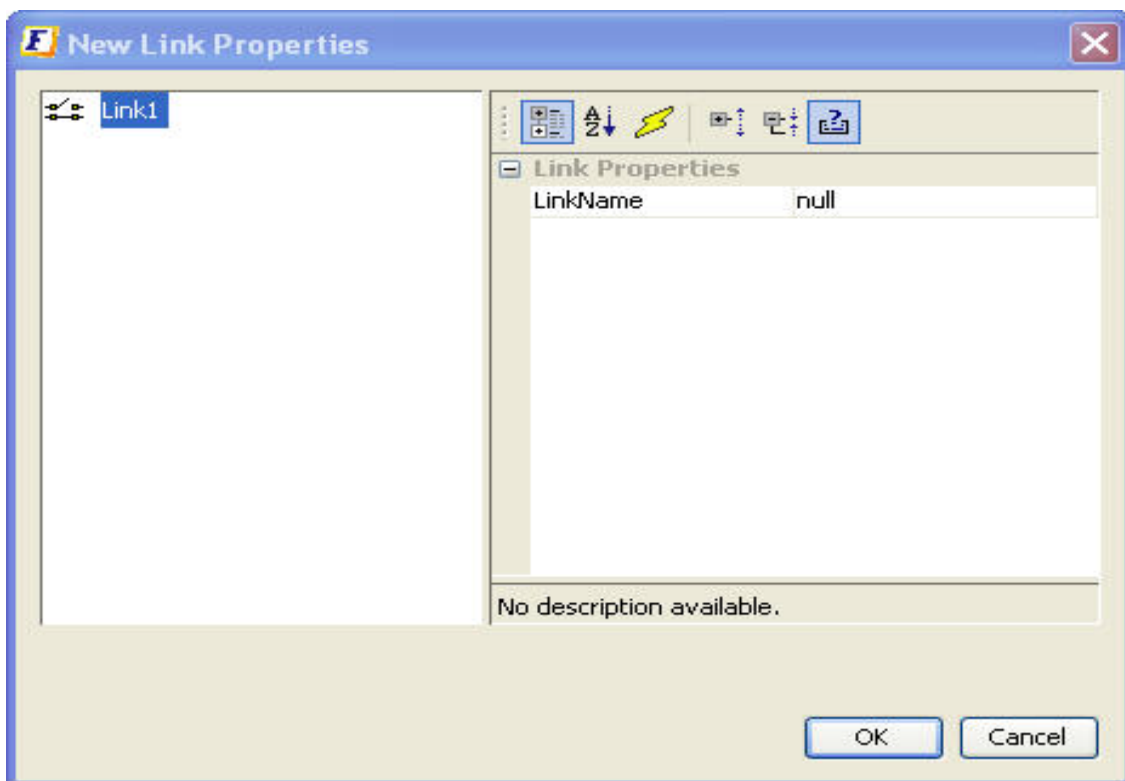 New Link Properties
Link1
Link Properties
LinkName null
No description available.
OK Cancel